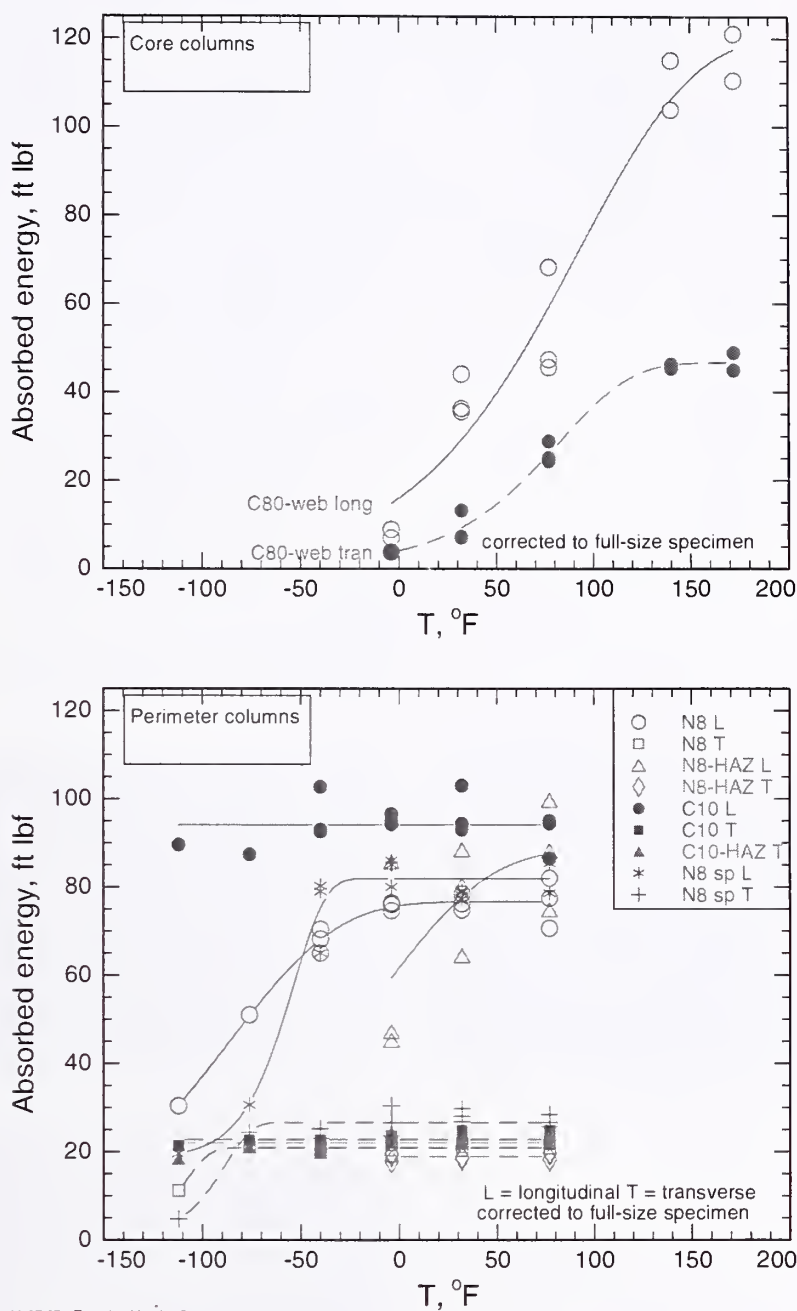 Core columns
Absorbed energy, ft lbf
120
100
80
60
40
20
0
C80-web long
C80-web tran
corrected to full-size specimen
-150 -100 -50 0 50 100 150 200
T, °F
Perimeter columns
Absorbed energy, ft lbf
120
100
80
60
40
20
0
N8 L
N8 T
N8-HAZ L
N8-HAZ T
C10 L
C10 T
C10-HAZ T
N8 sp L
N8 sp T
L = longitudinal T = transverse
corrected to full-size specimen
-150 -100 -50 0 50 100 150 200
T, °F